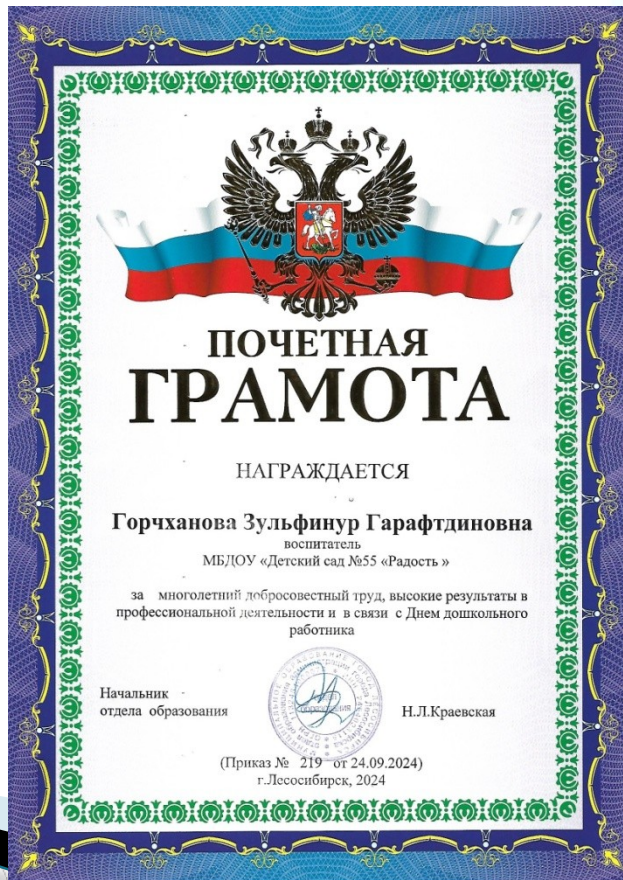 ПОЧЕТНАЯ
ГРАМОТА
НАГРАЖДАЕТСЯ
Горчханова Зульфинур Гарафтдиновна
воспитатель
МБДОУ «Детский сад №55 «Радость »
за многолетний добросовестный труд, высокие результаты в
профессиональной деятельности и в связи с Днем дошкольного
работника
Начальник
отдела образования
Н.Л.Краевская
(Приказ № 219 от 24.09.2024)
г.Лесосибирск, 2024